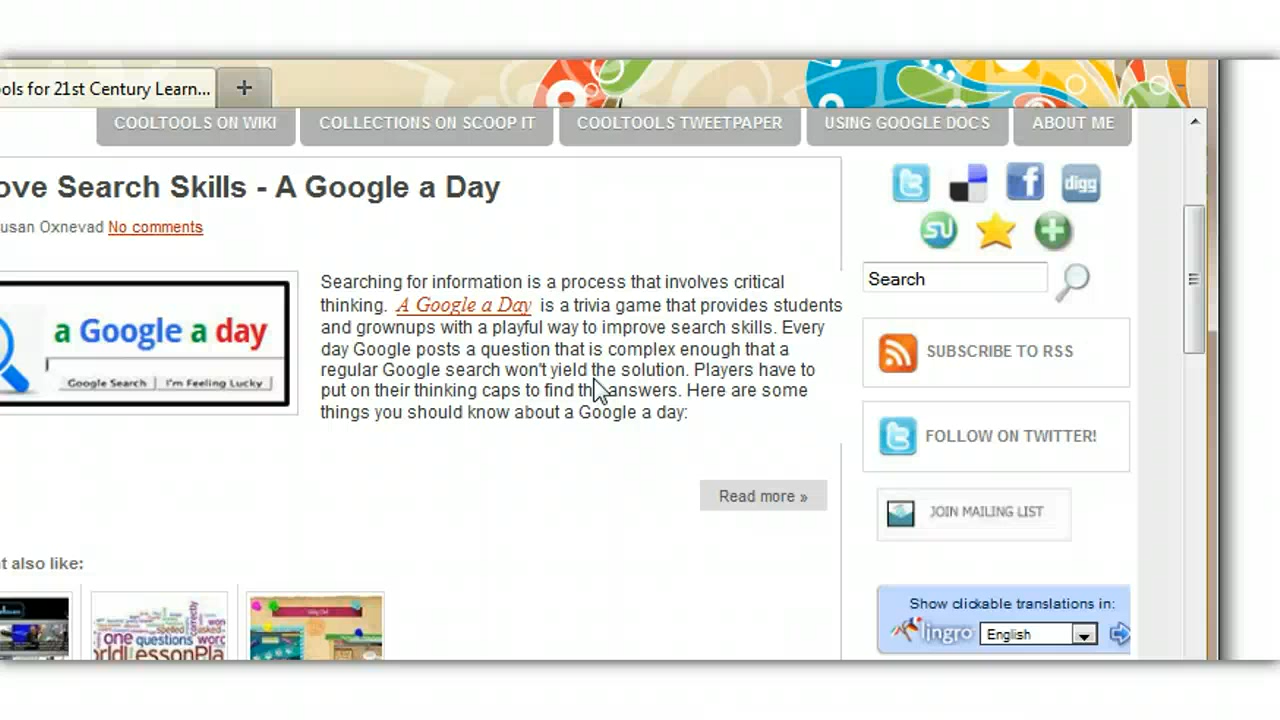 ols for 21st Century Learn...
COOLTOOLS ON WIKI
COLLECTIONS ON SCOOP IT
COOLTOOLS TWEETPAPER
USING GOOGLE DOCS
ABOUT ME
ove Search Skills - A Google a Day
usan Oxnevad No comments
a Google a day
Google Search
I'm Feeling Lucky
Searching for information is a process that involves critical
thinking. A Google a Day is a trivia game that provides students
and grownups with a playful way to improve search skills. Every
day Google posts a question that is complex enough that a
regular Google search won't yield the solution. Players have to
put on their thinking caps to find the answers. Here are some
things you should know about a Google a day:
Read more »
t also like:
one questions
digg
Search
SUBSCRIBE TO RSS
FOLLOW ON TWITTER!
JOIN MAILING LIST
Show clickable translations in:
lingro
English